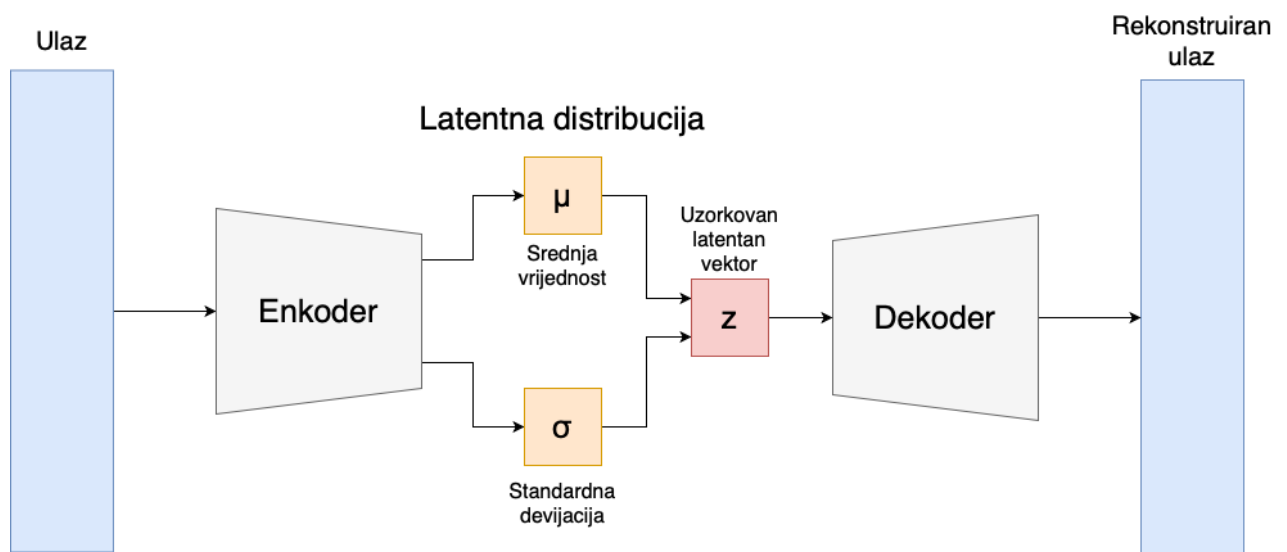 Ulaz
Rekonstruiran
ulaz
Latentna distribucija
µ
Srednja
vrijednost
Uzorkovan
latentan
vektor
Enkoder
z
Dekoder
σ
Standardna
devijacija